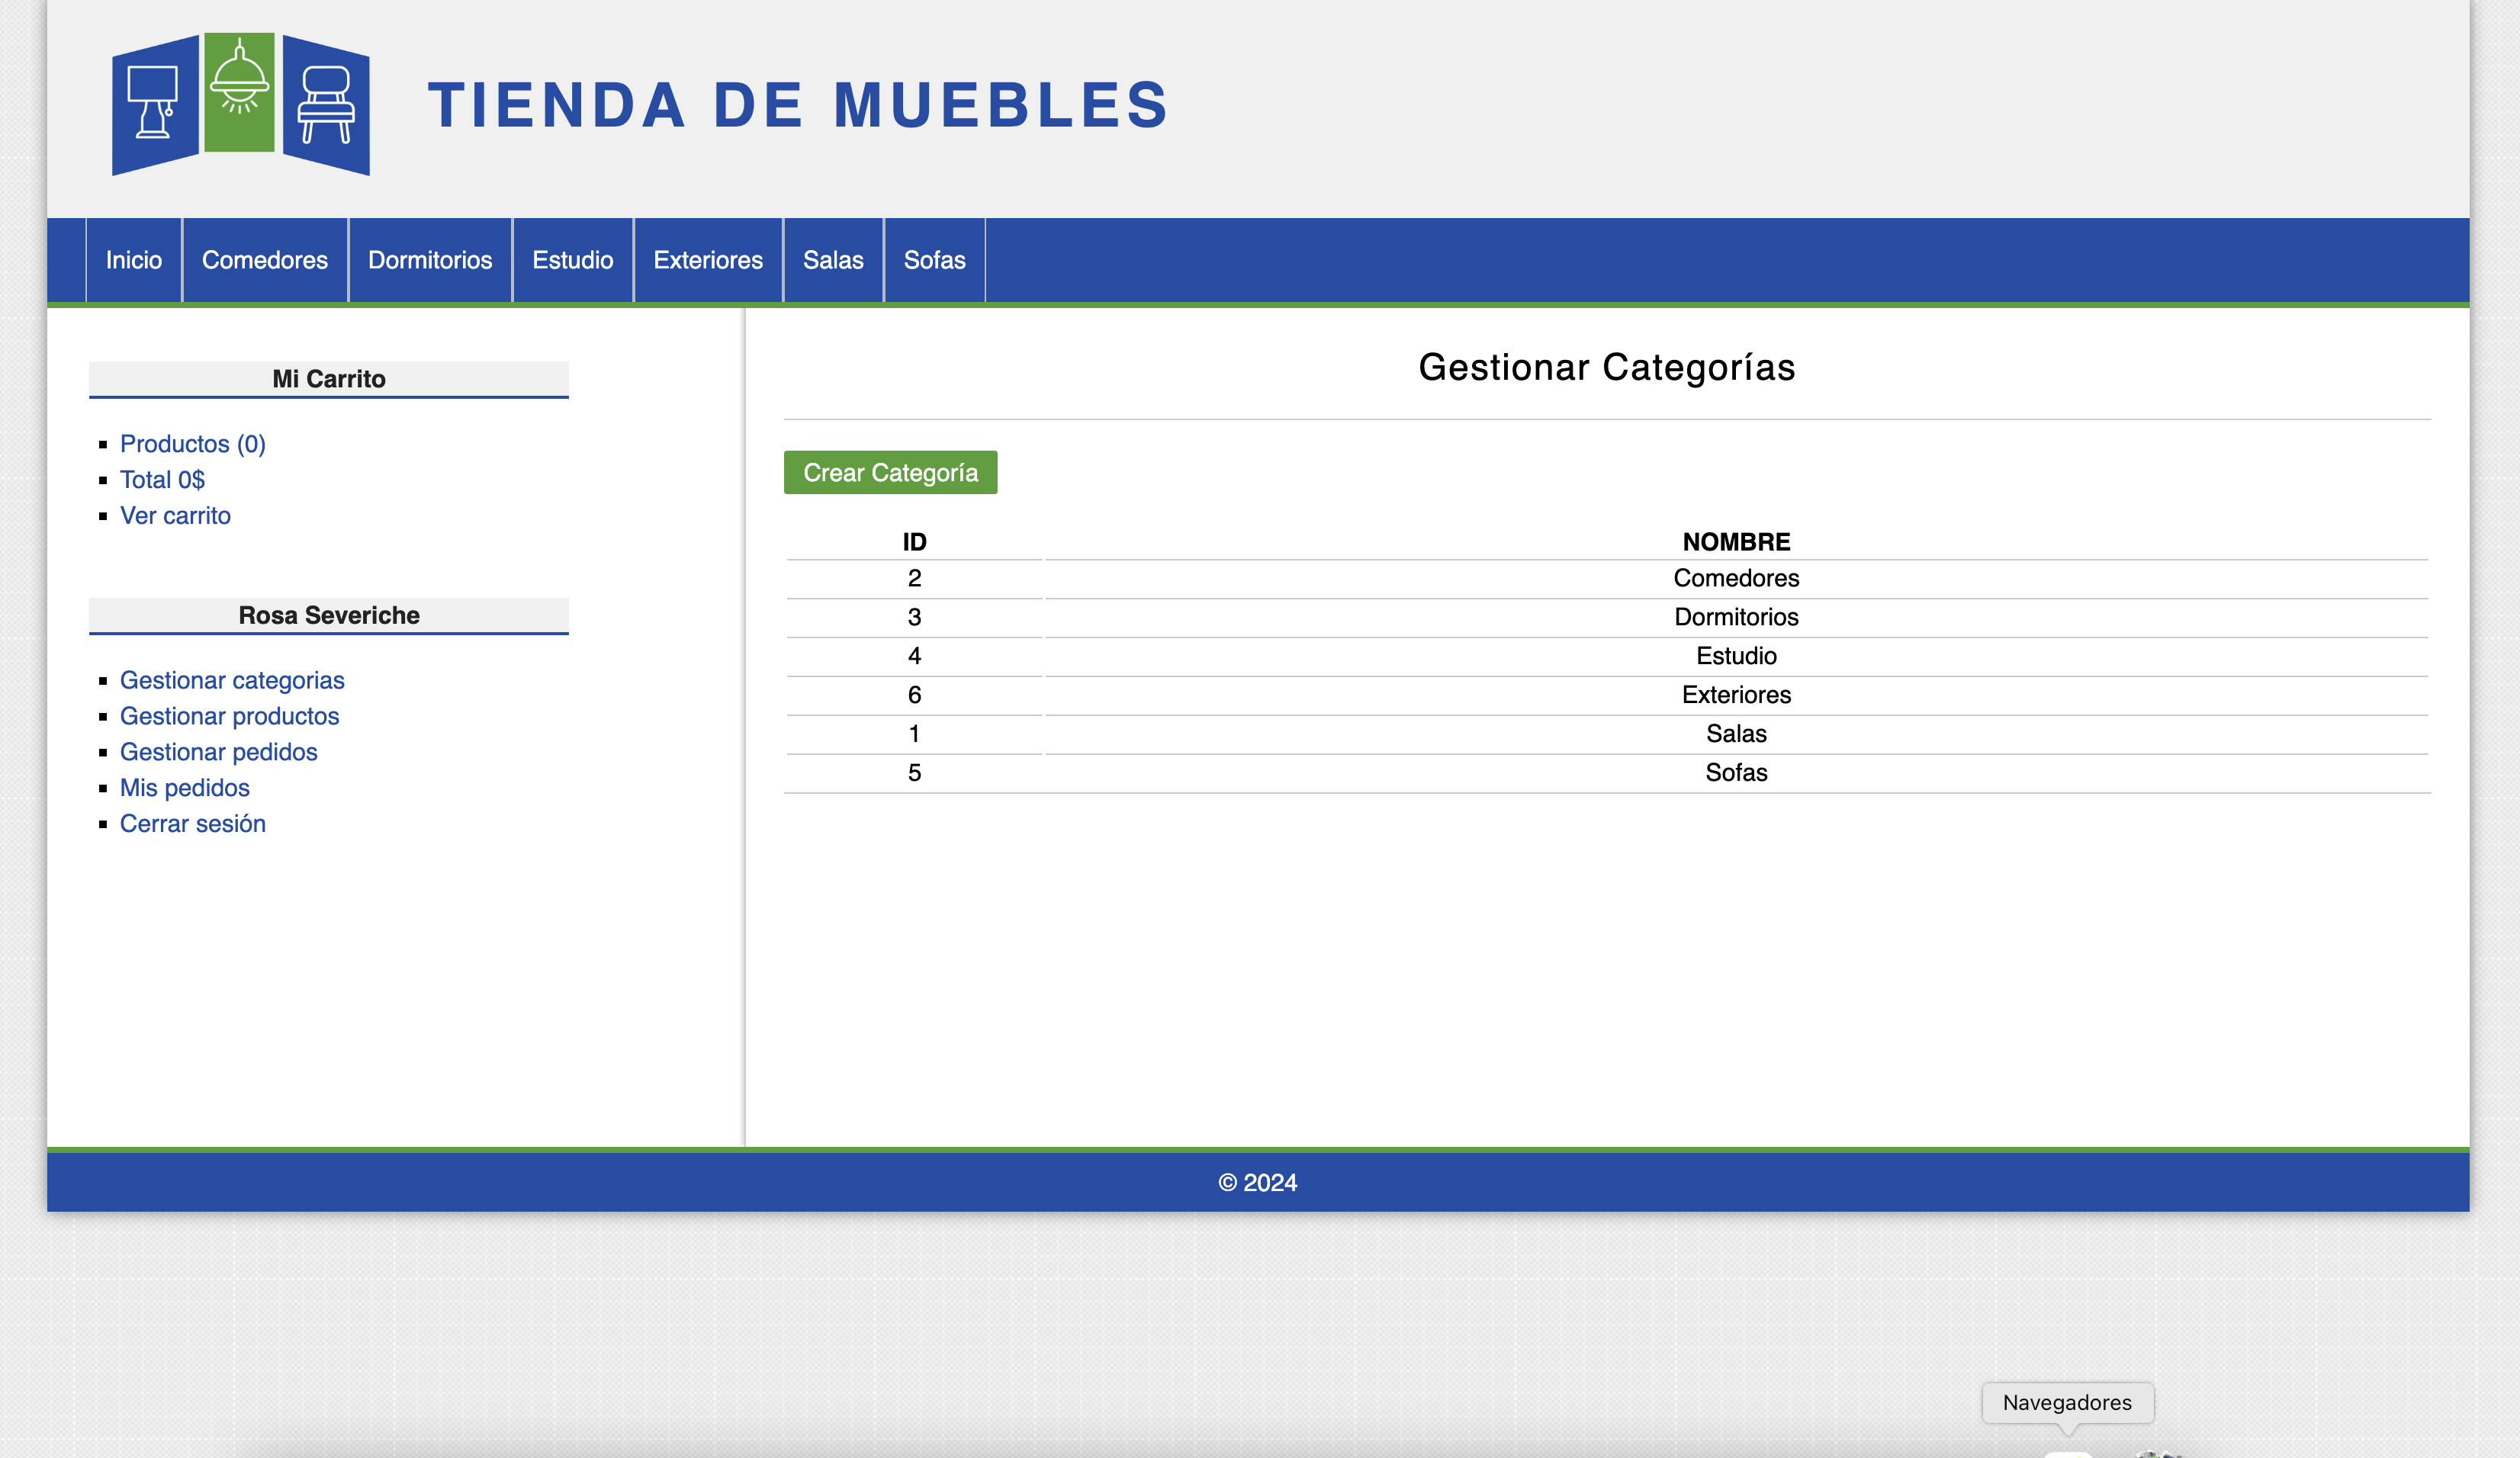 TIENDA DE MUEBLES
Inicio Comedores Dormitorios Estudio Exteriores Salas Sofas
Mi Carrito
Productos (0)
Total 0$
Ver carrito
Rosa Severiche
Gestionar categorias
Gestionar productos
Gestionar pedidos
Mis pedidos
Cerrar sesión
Gestionar Categorías
Crear Categoría
ID NOMBRE
2 Comedores
3 Dormitorios
4 Estudio
6 Exteriores
1 Salas
5 Sofas
© 2024
Navegadores